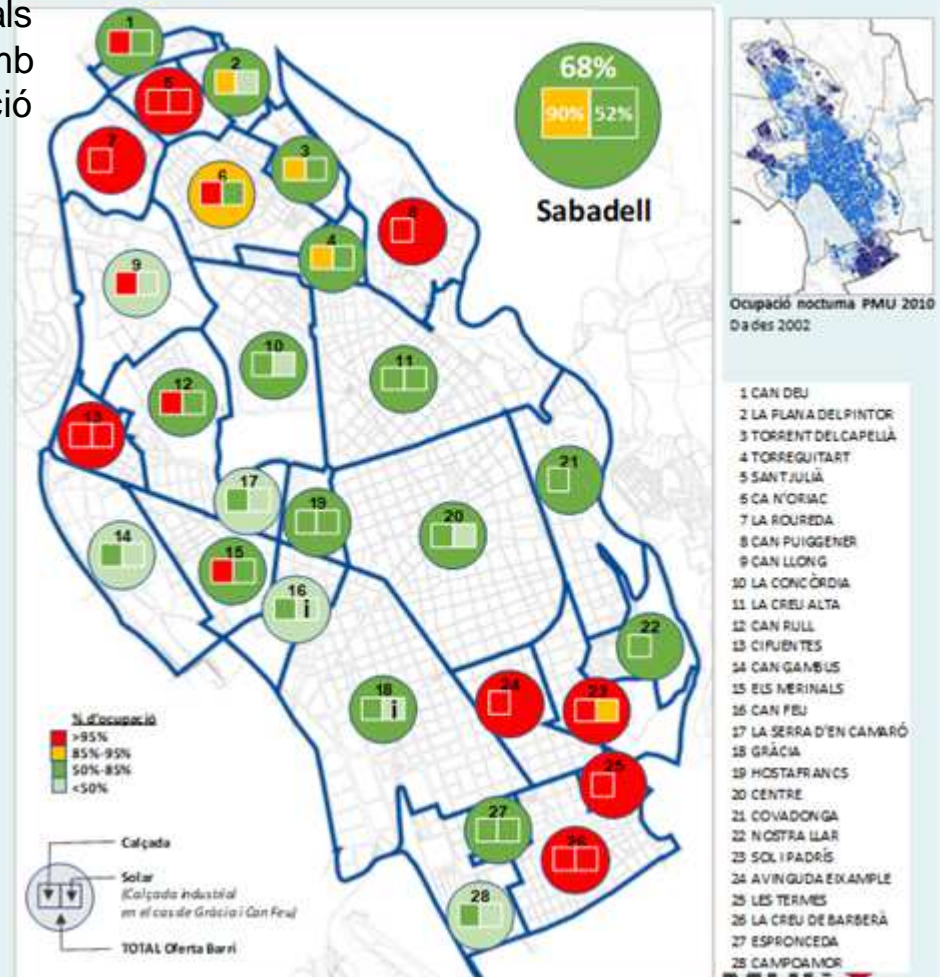 als
mb
ció
1
2
5
3
7
6
4
8
9
10
11
12
13
17
19
21
20
14
15
16
i
22
18
i
24
23
25
27
26
28
68%
90% 52%
Sabadell
Ocupació nocturna PMU 2010
Dades 2002
1 CAN DEU
2 LA PLANA DEL PINTOR
3 TORRENT DEL CAPELLÀ
4 TORREGUITART
5 SANT JULIÀ
6 CA N'ORIAC
7 LA ROUREDA
8 CAN PUIGGENER
9 CAN LLONG
10 LA CONCÒRDIA
11 LA CREU ALTA
12 CAN RULL
13 CIFUENTES
14 CAN GAMBUS
15 ELS MERINALS
16 CAN FEU
17 LA SERRA D'EN CAMARÓ
18 GRÀCIA
19 HOSTAFRANCS
20 CENTRE
21 COVADONGA
22 NOSTRA LLAR
23 SOL I PADRÍS
24 AVINGUDA EIXAMPLE
25 LES TERMES
26 LA CREU DE BARBERÀ
27 ESPRONCEDA
28 CAMPOAMOR
% d'ocupació
>95%
85%-95%
50%-85%
<50%
Calçada
Solar
(Calçada industrial
en el cas de Gràcia i Can Feu)
TOTAL Oferta Barri